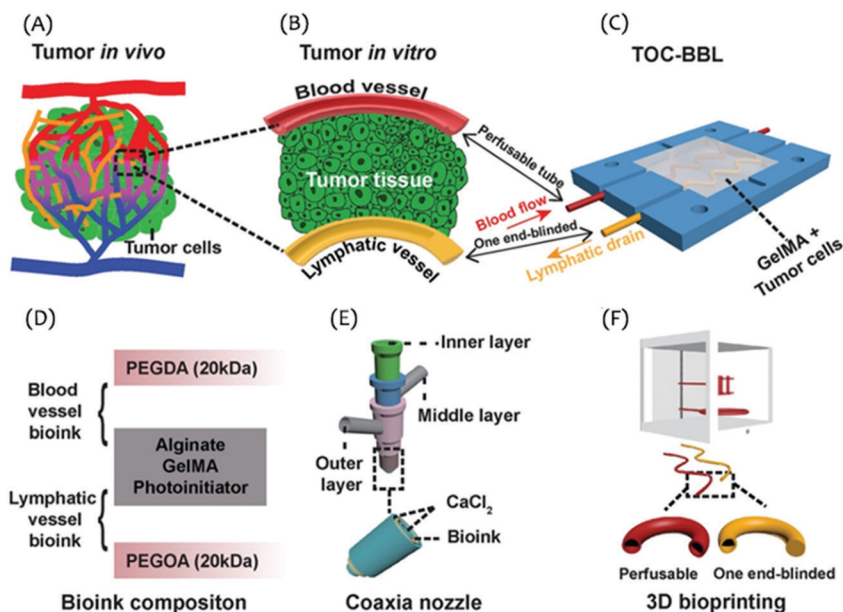 (A)
Tumor in vivo
Tumor cells
(B)
Tumor in vitro
Blood vessel
Tumor tissue
Lymphatic vessel
(C)
TOC-BBL
Perfusable tube
Blood flow
One end-blinded
Lymphatic drain
GelMA +
Tumor cells
(D)
PEGDA (20kDa)
Blood
vessel
bioink
Alginate
GelMA
Photoinitiator
Lymphatic
vessel
bioink
PEGOA (20kDa)
Bioink compositon
(E)
Inner layer
Middle layer
Outer
layer
CaCl2
Bioink
Coaxia nozzle
(F)
Perfusable
One end-blinded
3D bioprinting